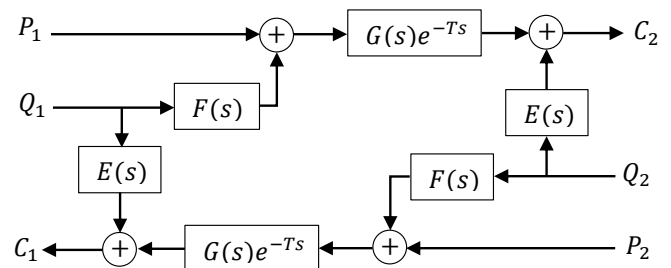 P₁
+
G(s)e⁻ᵀˢ
+
C₂
Q₁
F(s)
E(s)
E(s)
F(s)
Q₂
C₁
+
G(s)e⁻ᵀˢ
+
P₂